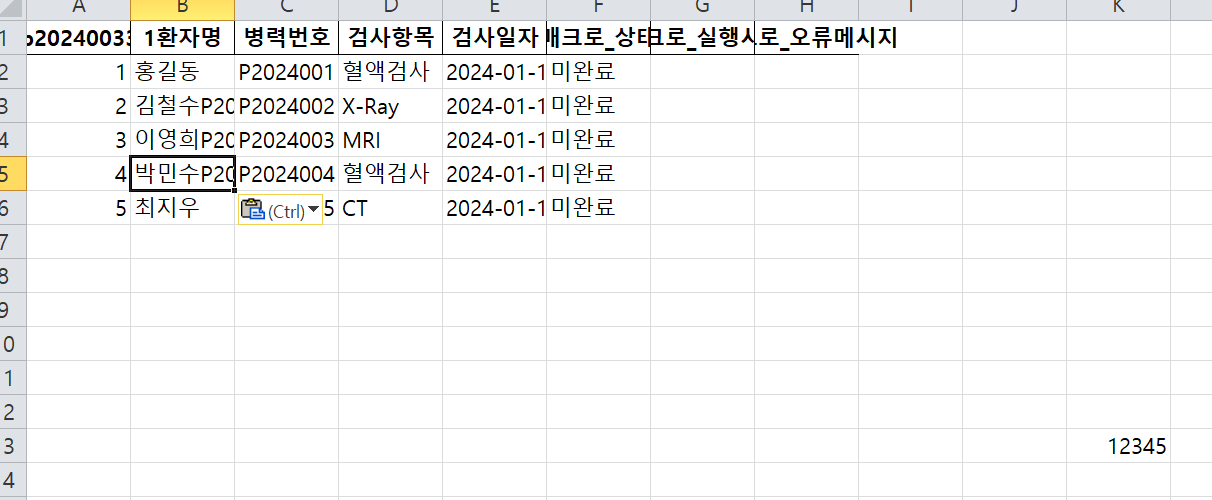 A B C D E F G H I J K
1 p20240033 1환자명 병력번호 검사항목 검사일자 매크로_상태 크로_실행시 로_오류메시지
2 1 홍길동 P2024001 혈액검사 2024-01-1 미완료
3 2 김철수P20 P2024002 X-Ray 2024-01-1 미완료
4 3 이영희P20 P2024003 MRI 2024-01-1 미완료
5 4 박민수P20 P2024004 혈액검사 2024-01-1 미완료
6 5 최지우 (Ctrl) 5 CT 2024-01-1 미완료
7
8
9
0
1
2
3 12345
4